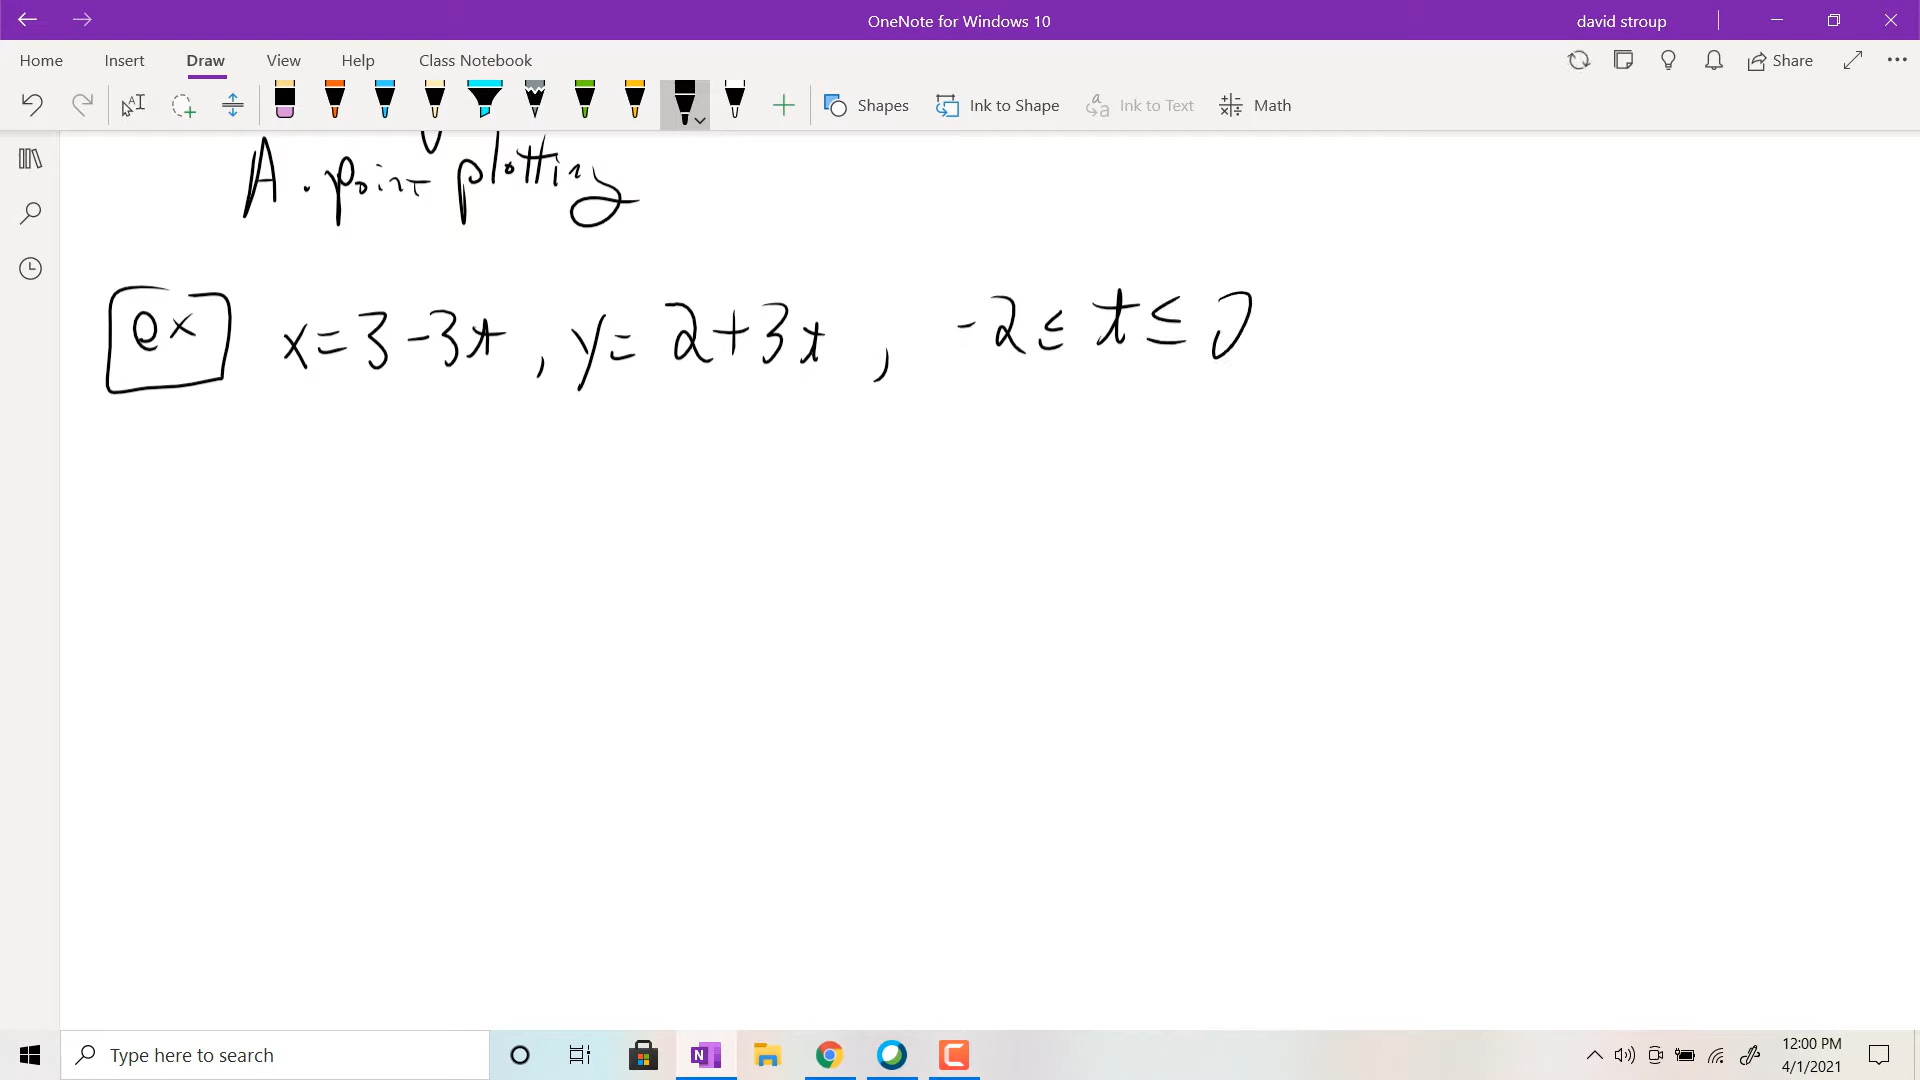 OneNote for Windows 10 david stroup
Home Insert Draw View Help Class Notebook Share
Shapes Ink to Shape Ink to Text Math
A. point plotting
ex x=3-3t, y=2+3t, -2≤t≤0
Type here to search 12:00 PM
4/1/2021